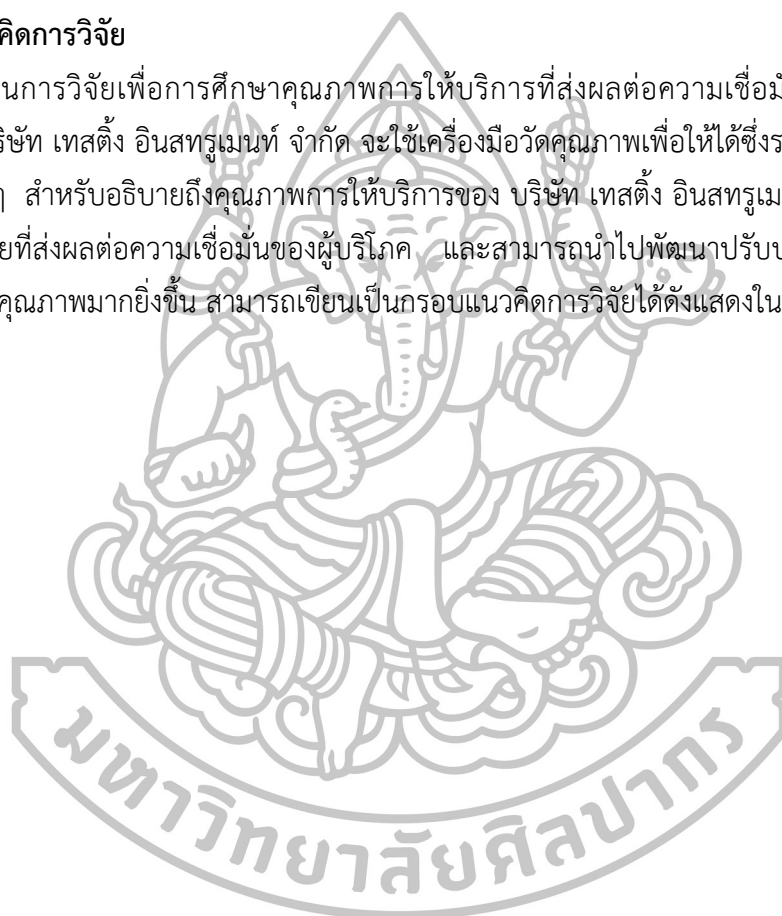 คิดการวิจัย
นการวิจัยเพื่อการศึกษาคุณภาพการให้บริการที่ส่งผลต่อความเชื่อมั
ริษัท เทสติ้ง อินสทรูเมนท์ จำกัด จะใช้เครื่องมือวัดคุณภาพเพื่อให้ได้ซึ่งร
ๆ สำหรับอธิบายถึงคุณภาพการให้บริการของ บริษัท เทสติ้ง อินสทรูเม
ยที่ส่งผลต่อความเชื่อมั่นของผู้บริโภค และสามารถนำไปพัฒนาปรับป
คุณภาพมากยิ่งขึ้น สามารถเขียนเป็นกรอบแนวคิดการวิจัยได้ดังแสดงใน
มหาวิทยาลัยศิลปากร